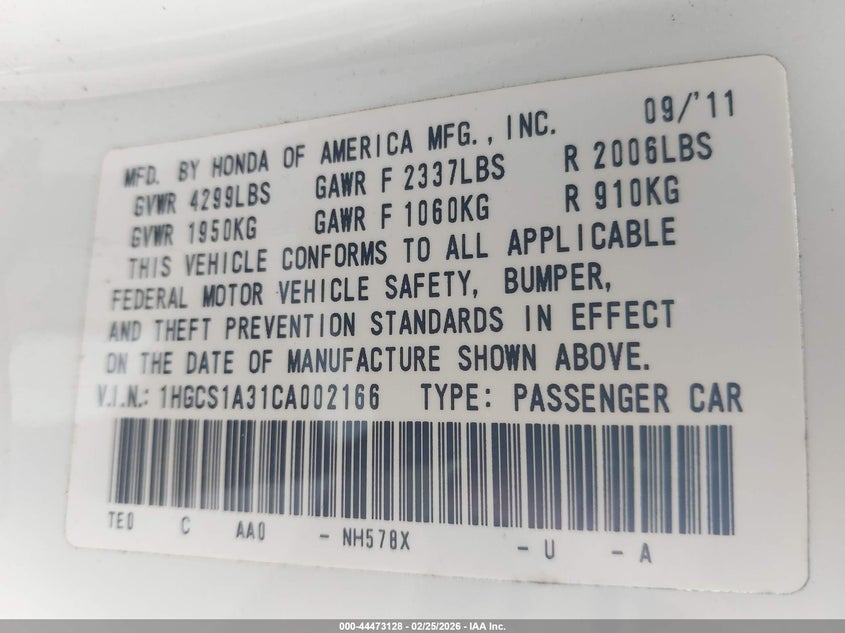 09/'11
MFD. BY HONDA OF AMERICA MFG., INC.
GVWR 4299LBS GAWR F 2337LBS R 2006LBS
GVWR 1950KG GAWR F 1060KG R 910KG
THIS VEHICLE CONFORMS TO ALL APPLICABLE
FEDERAL MOTOR VEHICLE SAFETY, BUMPER,
AND THEFT PREVENTION STANDARDS IN EFFECT
ON THE DATE OF MANUFACTURE SHOWN ABOVE.
V.I.N.: 1HGCS1A31CA002166 TYPE: PASSENGER CAR
TE0 C AA0 - NH578X - U - A
000-44473128 - 02/25/2026 - IAA Inc.